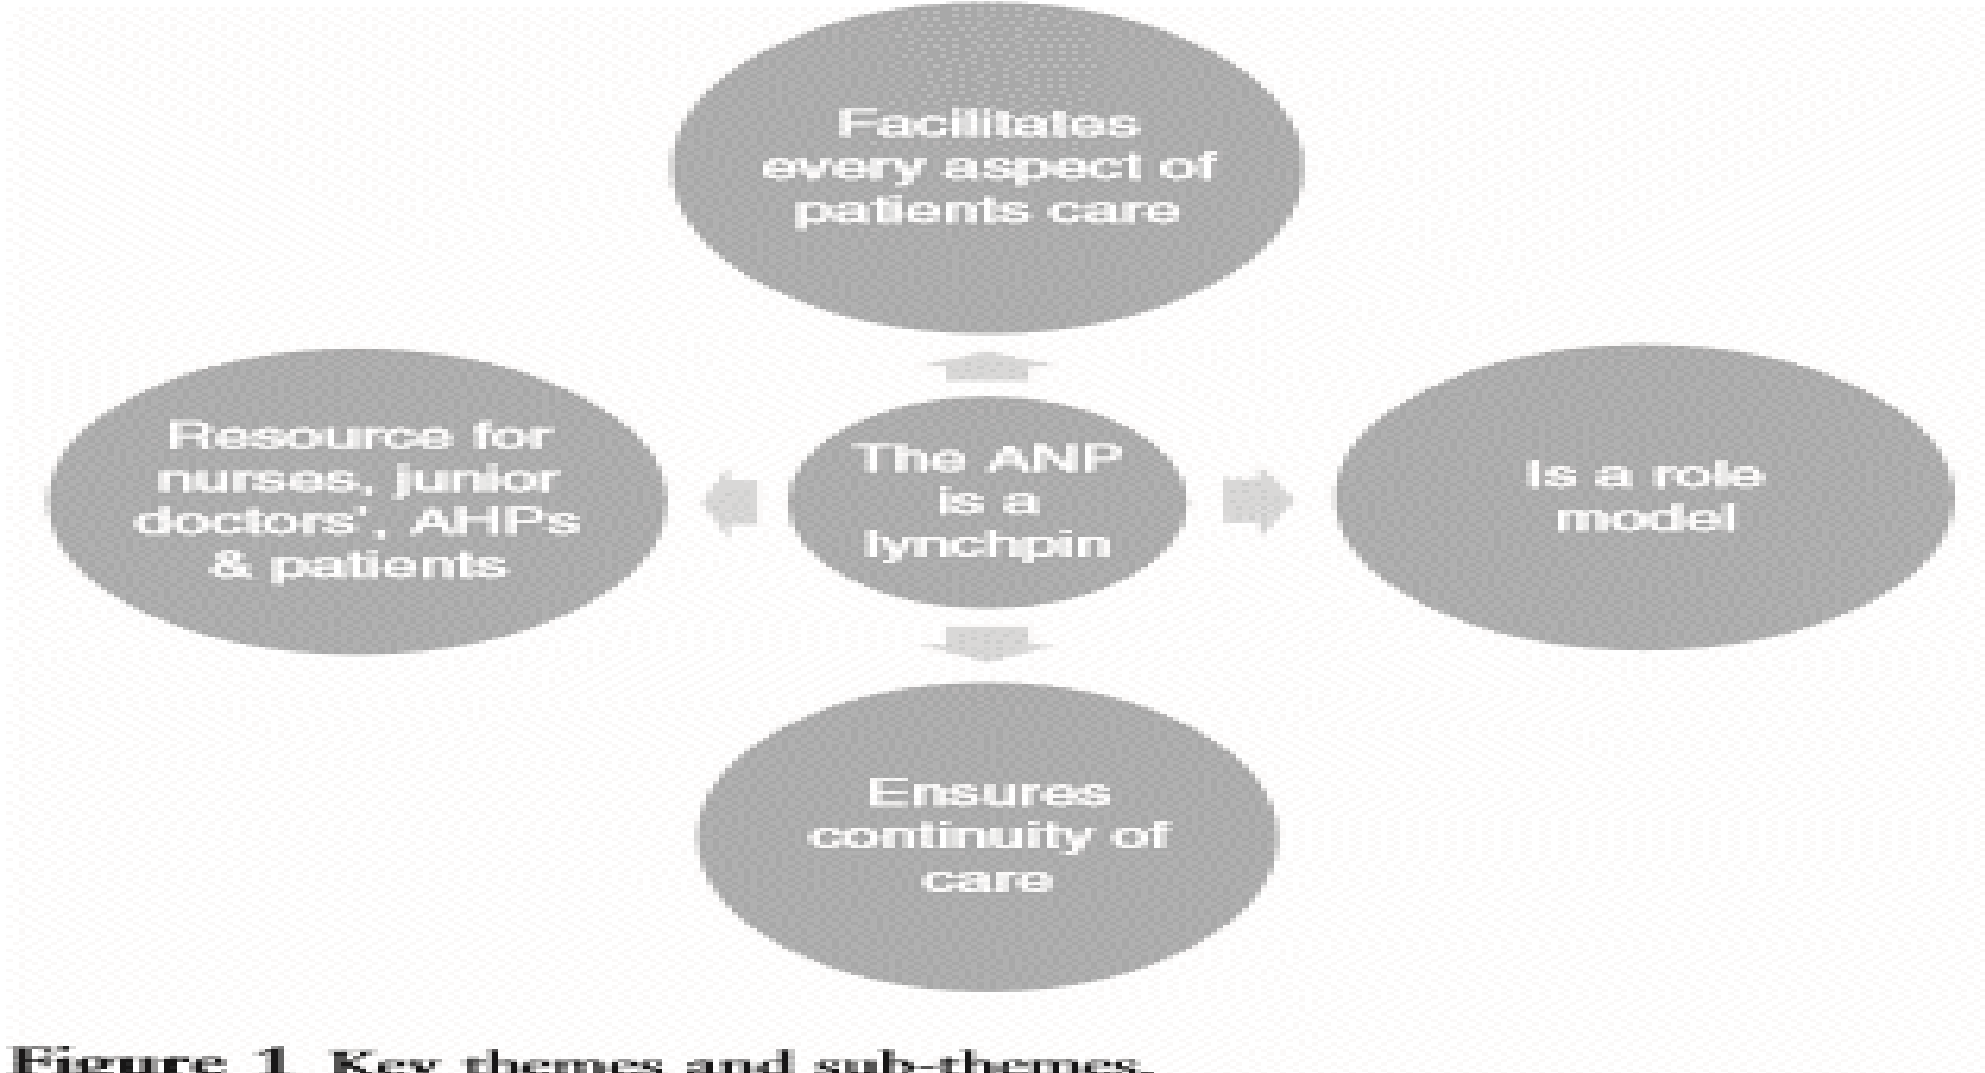 Facilitates
every aspect of
patients care
Resource for
nurses, junior
doctors', AHPs
& patients
The ANP
is a
lynchpin
Is a role
model
Ensures
continuity of
care
Figure 1 Key themes and sub-themes.